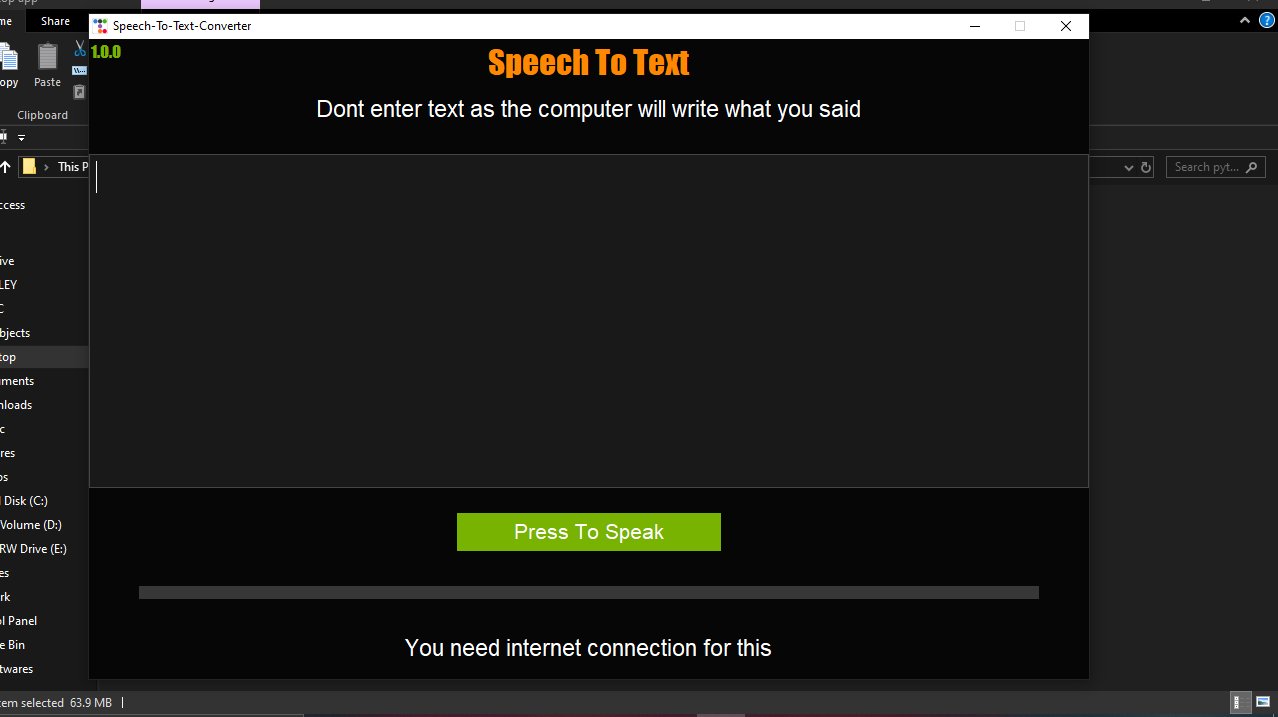 Speech-To-Text-Converter
Share
1.0.0
Speech To Text
Paste
Dont enter text as the computer will write what you said
Clipboard
This P
Search pyt...
ccess
ive
LEY
C
bjects
top
uments
nloads
c
res
os
l Disk (C:)
Volume (D:)
RW Drive (E:)
es
rk
ol Panel
e Bin
twares
Press To Speak
You need internet connection for this
tem selected 63.9 MB